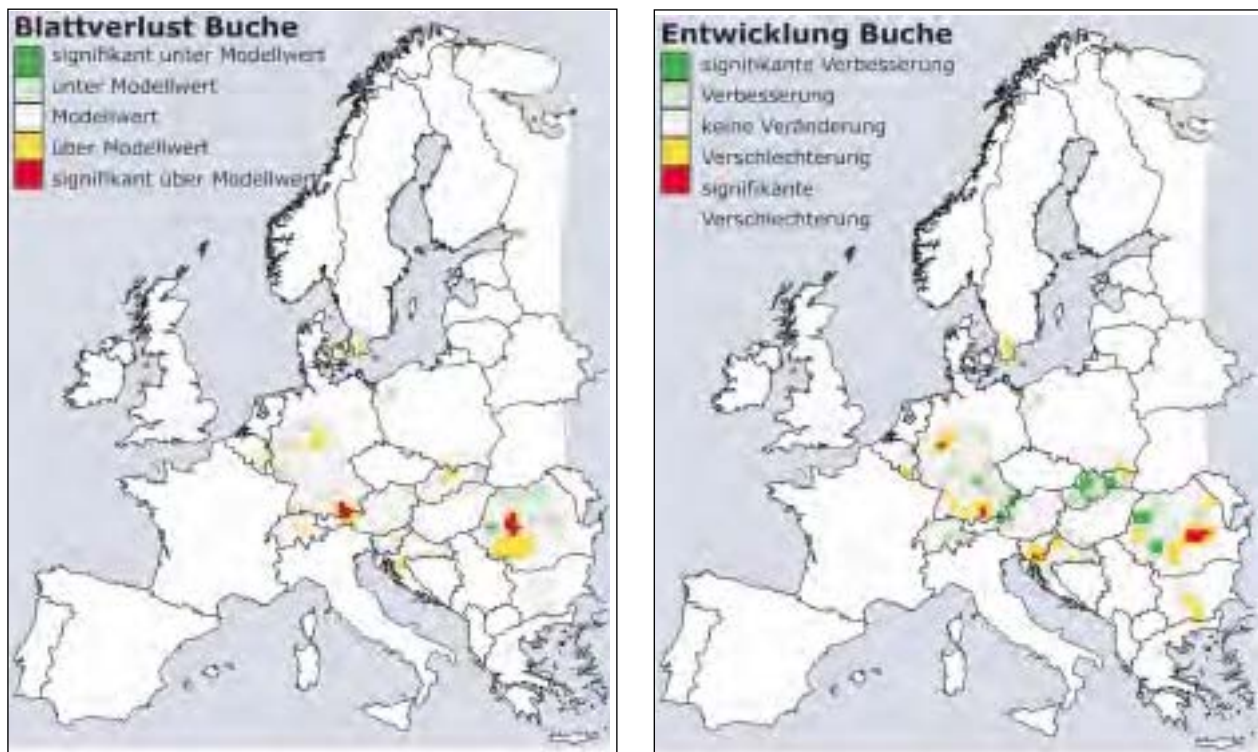 Blattverlust Buche
signifikant unter Modellwert
unter Modellwert
Modellwert
über Modellwert
signifikant über Modellwert
Entwicklung Buche
signifikante Verbesserung
Verbesserung
keine Veränderung
Verschlechterung
signifikante
Verschlechterung